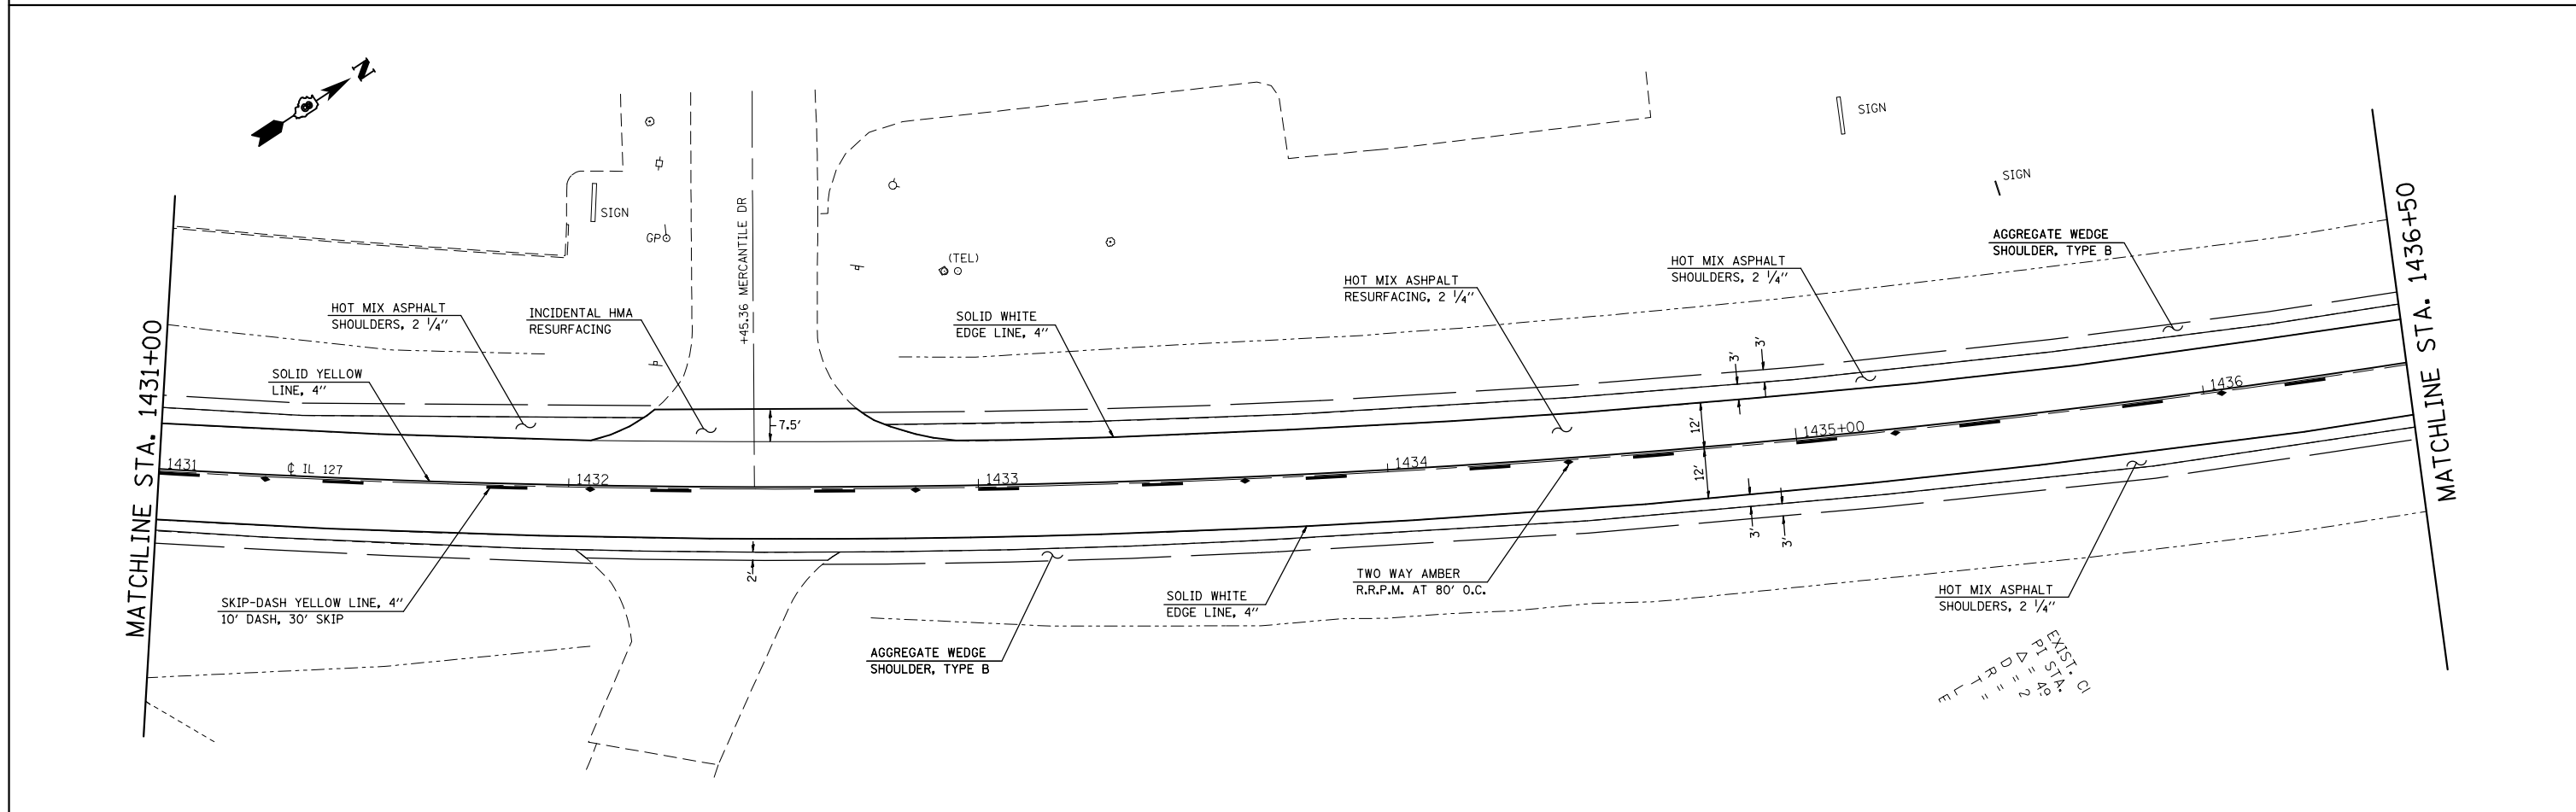 N
SIGN
SIGN
SIGN
MATCHLINE STA. 1431+00
MATCHLINE STA. 1436+50
+45.36 MERCANTILE DR
GP
(TEL)
AGGREGATE WEDGE
SHOULDER, TYPE B
HOT MIX ASPHALT
SHOULDERS, 2 1/4"
HOT MIX ASHPALT
RESURFACING, 2 1/4"
HOT MIX ASPHALT
SHOULDERS, 2 1/4"
INCIDENTAL HMA
RESURFACING
SOLID WHITE
EDGE LINE, 4"
SOLID YELLOW
LINE, 4"
3'
3'
7.5'
12'
12'
1431
℄ IL 127
1432
1433
1434
1435+00
1436
3'
3'
2'
SKIP-DASH YELLOW LINE, 4"
10' DASH, 30' SKIP
AGGREGATE WEDGE
SHOULDER, TYPE B
SOLID WHITE
EDGE LINE, 4"
TWO WAY AMBER
R.R.P.M. AT 80' O.C.
HOT MIX ASPHALT
SHOULDERS, 2 1/4"
EXIST. 
PI STA.
Δ = 
D = 2
R =
T =
L
E